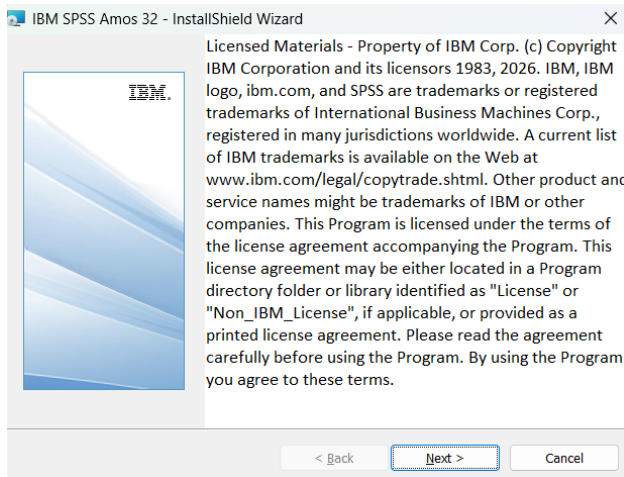 IBM SPSS Amos 32 - InstallShield Wizard
IBM.
Licensed Materials - Property of IBM Corp. (c) Copyright
IBM Corporation and its licensors 1983, 2026. IBM, IBM
logo, ibm.com, and SPSS are trademarks or registered
trademarks of International Business Machines Corp.,
registered in many jurisdictions worldwide. A current list
of IBM trademarks is available on the Web at
www.ibm.com/legal/copytrade.shtml. Other product and
service names might be trademarks of IBM or other
companies. This Program is licensed under the terms of
the license agreement accompanying the Program. This
license agreement may be either located in a Program
directory folder or library identified as "License" or
"Non_IBM_License", if applicable, or provided as a
printed license agreement. Please read the agreement
carefully before using the Program. By using the Program
you agree to these terms.
< Back
Next >
Cancel